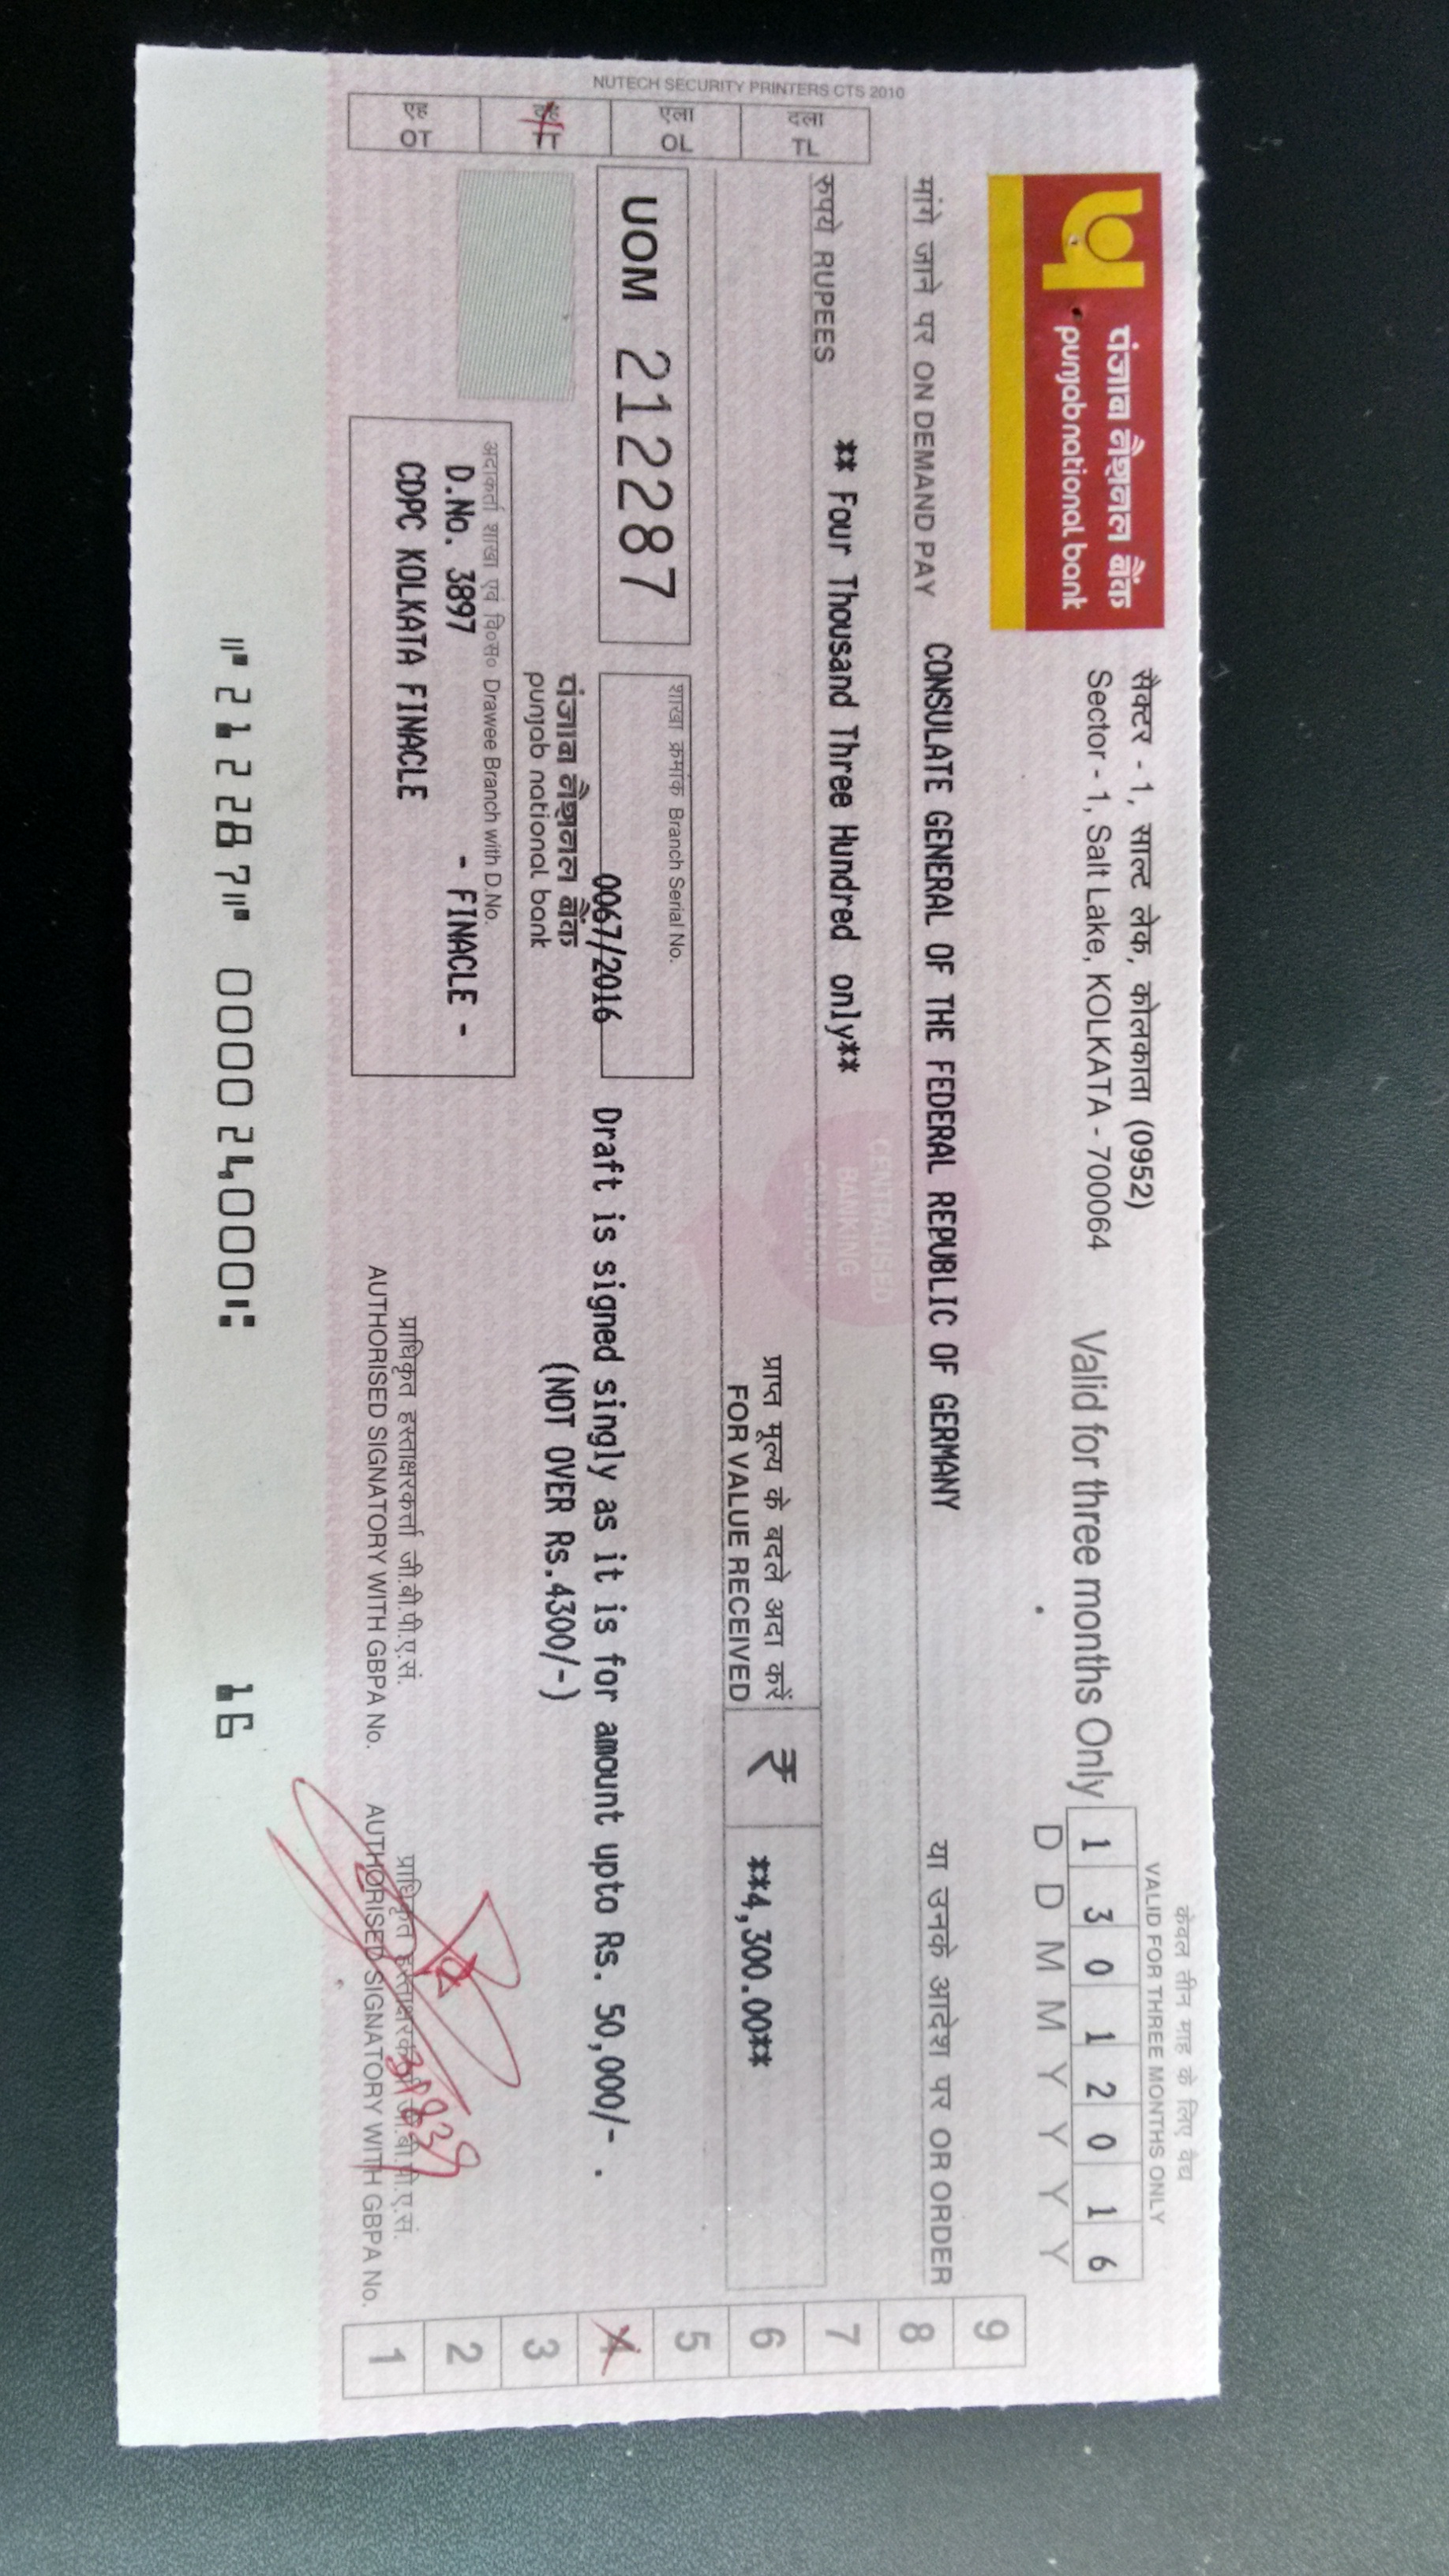 NUTECH SECURITY PRINTERS CTS 2010
पंजाब नैशनल बैंक
punjab national bank
सैक्टर - 1, साल्ट लेक, कोलकाता (0952)
Sector - 1, Salt Lake, KOLKATA - 700064
Valid for three months Only
केवल तीन माह के लिए वैद्य
VALID FOR THREE MONTHS ONLY
1 3 0 1 2 0 1 6
D D M M Y Y Y Y
मांगे जाने पर ON DEMAND PAY CONSULATE GENERAL OF THE FEDERAL REPUBLIC OF GERMANY या उनके आदेश पर OR ORDER
रुपये RUPEES ** Four Thousand Three Hundred only**
CENTRALISED
BANKING
प्राप्त मूल्य के बदले अदा करें
FOR VALUE RECEIVED
₹ **4,300.00**
दला
TL
एला
OL
T
एह
OT
UOM 212287
शाखा क्रमांक Branch Serial No.
0067/2016
Draft is signed singly as it is for amount upto Rs. 50,000/- .
(NOT OVER Rs.4300/-)
पंजाब नैशनल बैंक
punjab national bank
अदाकर्ता शाखा एवं वि०सं० Drawee Branch with D.No.
D.No. 3897 - FINACLE -
CDPC KOLKATA FINACLE
प्राधिकृत हस्ताक्षरकर्ता जी.बी.पी.ए.सं.
AUTHORISED SIGNATORY WITH GBPA No.
प्राधिकृत हस्ताक्षरकर्ता जी.बी.पी.ए.सं.
AUTHORISED SIGNATORY WITH GBPA No.
9
8
7
6
5
4
3
2
1
⑈212287⑈ 000024000⑆ 16